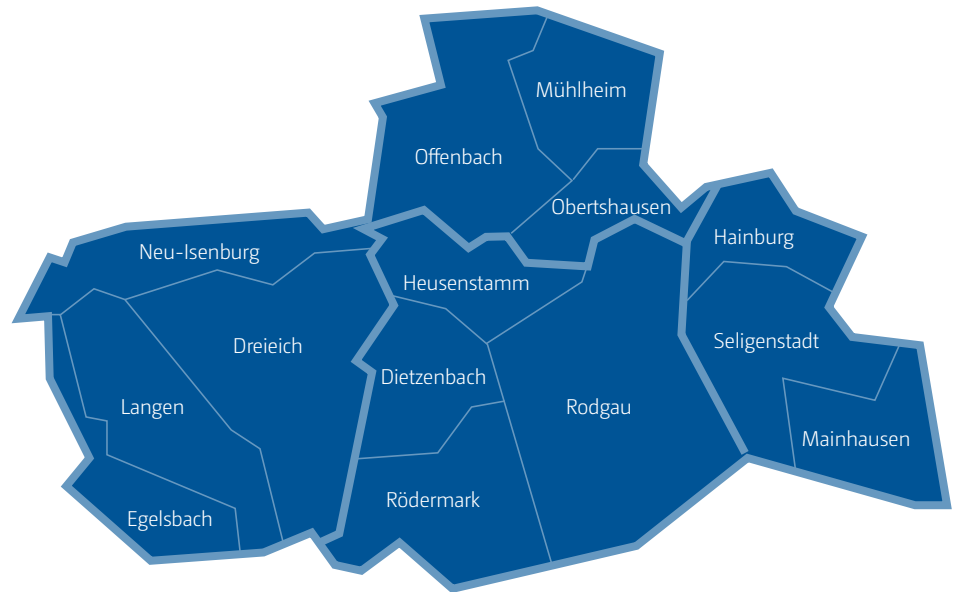 Mühlheim
Offenbach
Obertshausen
Hainburg
Neu-Isenburg
Heusenstamm
Seligenstadt
Dreieich
Dietzenbach
Langen
Rodgau
Mainhausen
Rödermark
Egelsbach